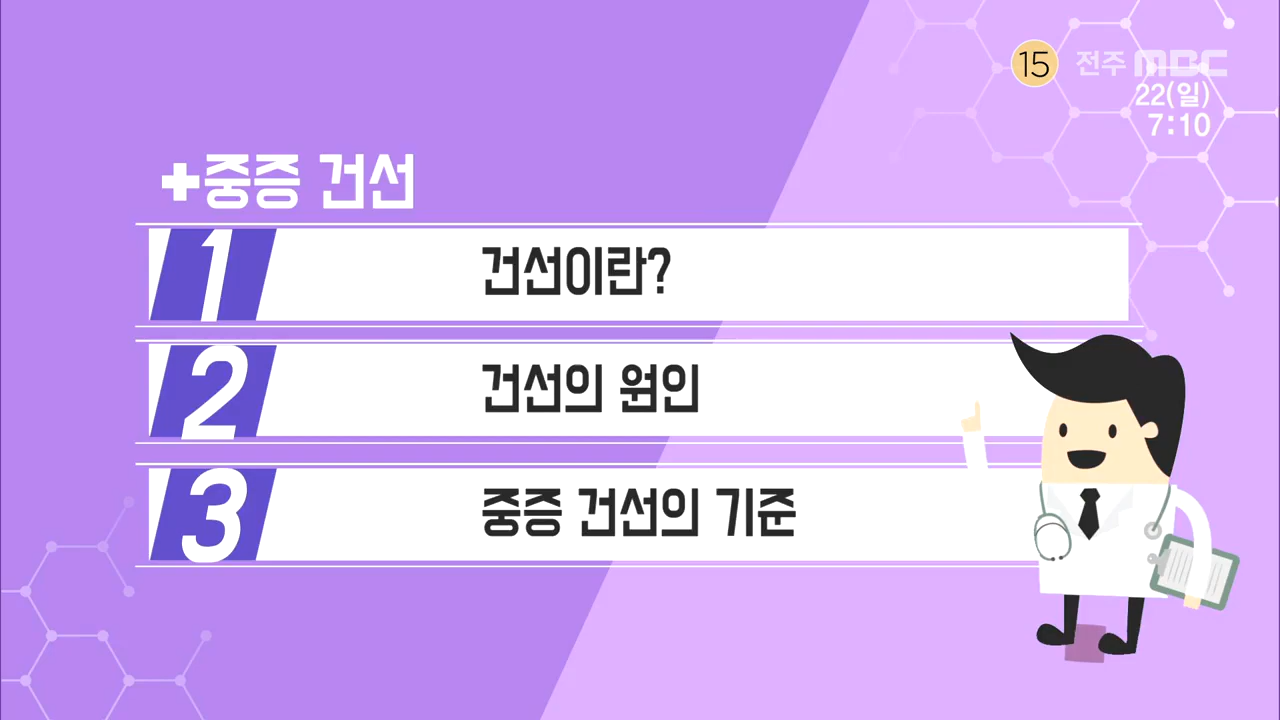 15 전주 MBC
22(일)
7:10
+중증 건선
1 건선이란?
2 건선의 원인
3 중증 건선의 기준